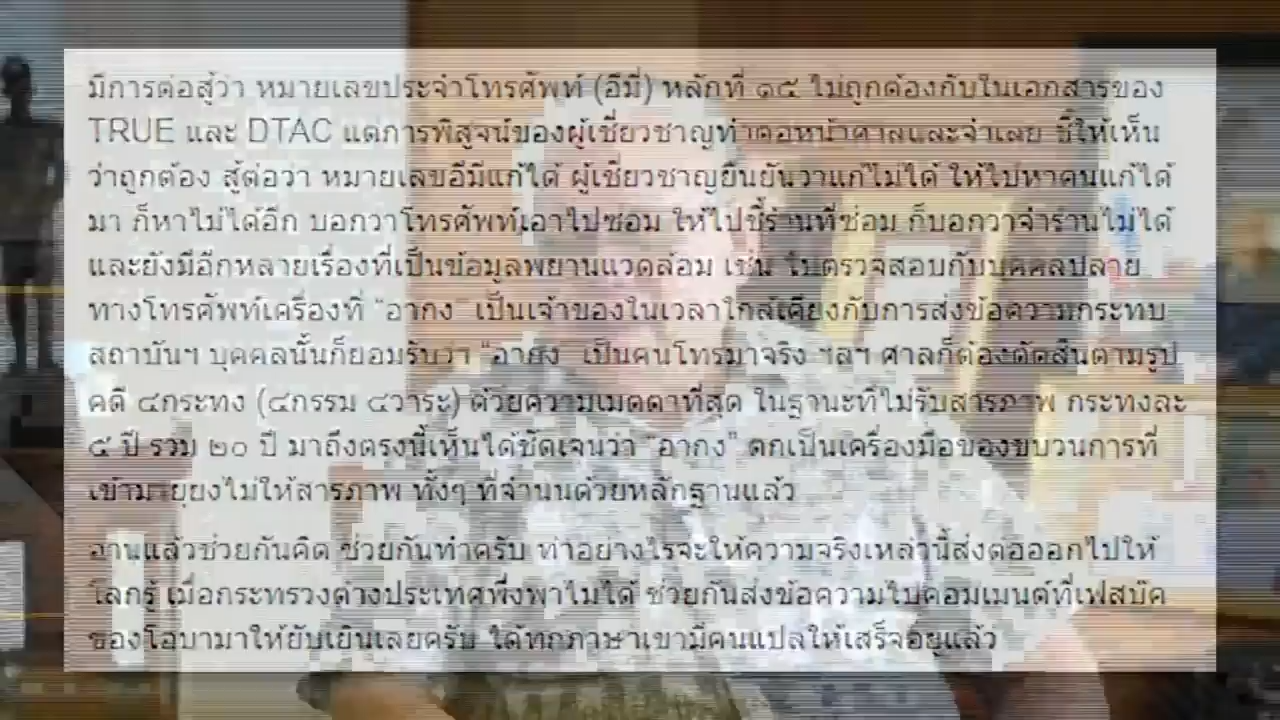 มีการต่อสู้ว่า หมายเลขประจำโทรศัพท์ (อีมี่) หลักที่ ๑๕ ไม่ถูกต้องกับในเอกสารของ
TRUE และ DTAC แต่การพิสูจน์ของผู้เชี่ยวชาญทำต่อหน้าศาลและจำเลย ชี้ให้เห็น
ว่าถูกต้อง สู้ต่อว่า หมายเลขอีมี่แก้ได้ ผู้เชี่ยวชาญยืนยันว่าแก้ไม่ได้ ให้ไปหาคนแก้ได้
มา ก็หาไม่ได้อีก บอกว่าโทรศัพท์เอาไปซ่อม ให้ไปชี้ร้านที่ซ่อม ก็บอกว่าจำร้านไม่ได้
และยังมีอีกหลายเรื่องที่เป็นข้อมูลพยานแวดล้อม เช่น ไปตรวจสอบกับบุคคลปลาย
ทางโทรศัพท์เครื่องที่ "อากง" เป็นเจ้าของในเวลาใกล้เคียงกับการส่งข้อความกระทบ
สถาบันฯ บุคคลนั้นก็ยอมรับว่า "อากง" เป็นคนโทรมาจริง ฯลฯ ศาลก็ต้องตัดสินตามรูป
คดี ๔กระทง (๔กรรม ๔วาระ) ด้วยความเมตตาที่สุด ในฐานะที่ไม่รับสารภาพ กระทงละ
๕ ปี รวม ๒๐ ปี มาถึงตรงนี้เห็นได้ชัดเจนว่า "อากง" ตกเป็นเครื่องมือของขบวนการที่
เข้ามายุยงไม่ให้สารภาพ ทั้งๆ ที่จำนนด้วยหลักฐานแล้ว
อ่านแล้วช่วยกันคิด ช่วยกันทำครับ ทำอย่างไรจะให้ความจริงเหล่านี้ส่งต่อออกไปให้
โลกรู้ เมื่อกระทรวงต่างประเทศพึ่งพาไม่ได้ ช่วยกันส่งข้อความไปคอมเมนต์ที่เฟสบุ๊ค
ของโอบามาให้ยับเยินเลยครับ ได้ทุกภาษาเขามีคนแปลให้เสร็จอยู่แล้ว